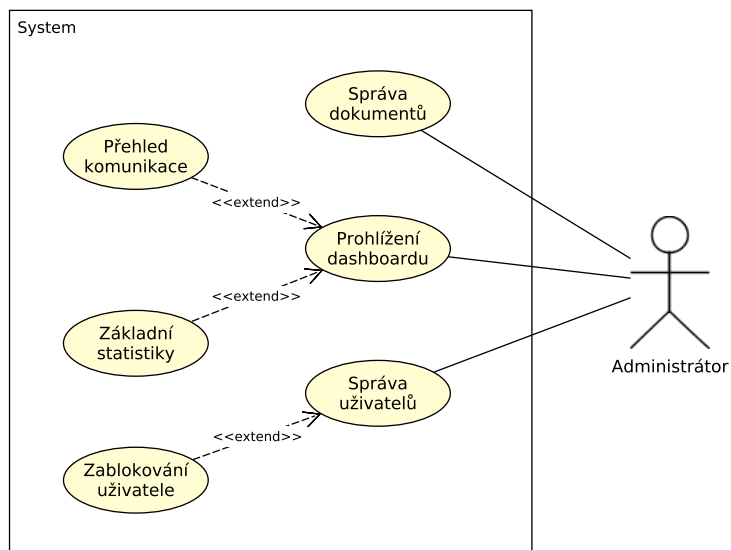 System
Správa
dokumentů
Přehled
komunikace
<<extend>>
Prohlížení
dashboardu
<<extend>>
Základní
statistiky
Administrátor
Správa
uživatelů
<<extend>>
Zablokování
uživatele